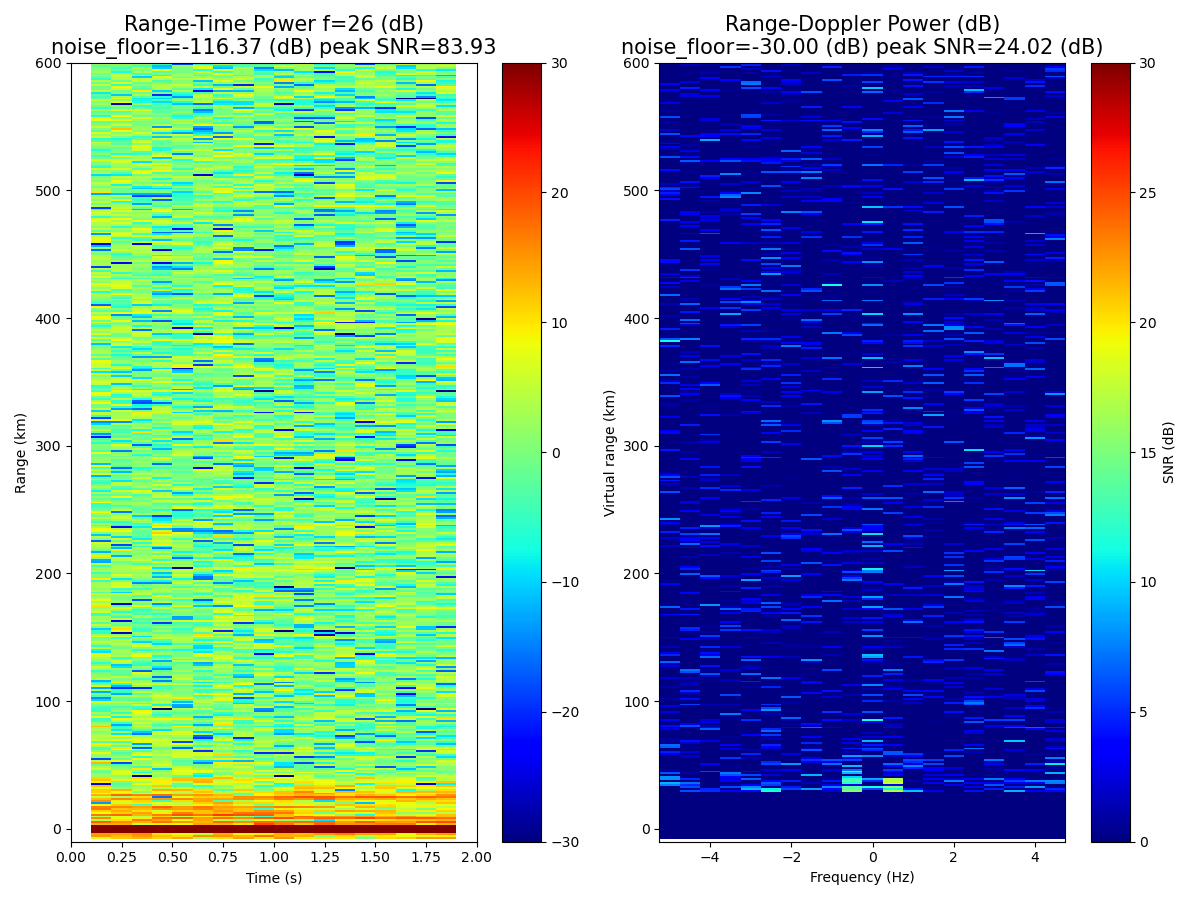 Range-Time Power f=26 (dB)
noise_floor=-116.37 (dB) peak SNR=83.93
600
500
400
300
200
100
0
Range (km)
0.00 0.25 0.50 0.75 1.00 1.25 1.50 1.75 2.00
Time (s)
30
20
10
0
−10
−20
−30
Range-Doppler Power (dB)
noise_floor=-30.00 (dB) peak SNR=24.02 (dB)
600
500
400
300
200
100
0
Virtual range (km)
−4 −2 0 2 4
Frequency (Hz)
30
25
20
15
10
5
0
SNR (dB)